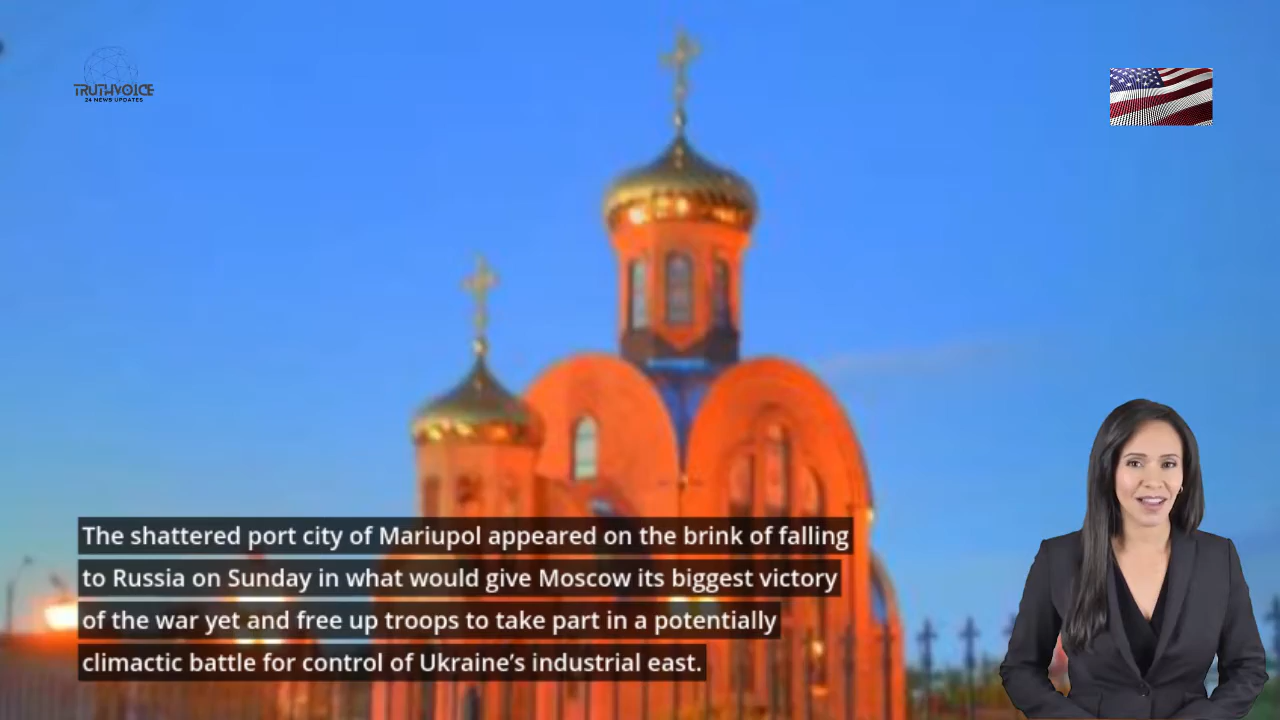 TRUTHVOICE
24 NEWS UPDATES
The shattered port city of Mariupol appeared on the brink of falling
to Russia on Sunday in what would give Moscow its biggest victory
of the war yet and free up troops to take part in a potentially
climactic battle for control of Ukraine’s industrial east.